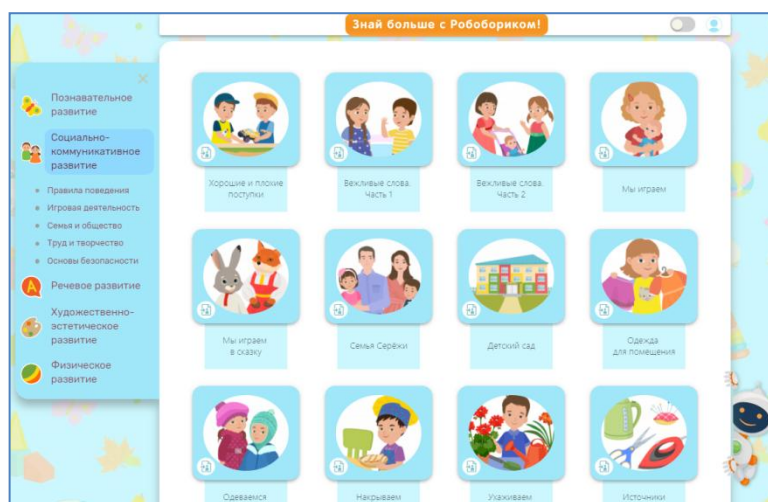 Знай больше с Робобориком!
Познавательное
развитие
Социально-
коммуникативное
развитие
Правила поведения
Игровая деятельность
Семья и общество
Труд и творчество
Основы безопасности
Речевое развитие
Художественно-
эстетическое
развитие
Физическое
развитие
Хорошие и плохие
поступки
Вежливые слова.
Часть 1
Вежливые слова.
Часть 2
Мы играем
Мы играем
в сказку
Семья Серёжи
Детский сад
Одежда
для помещения
Одеваемся
Накрываем
Ухаживаем
Источники